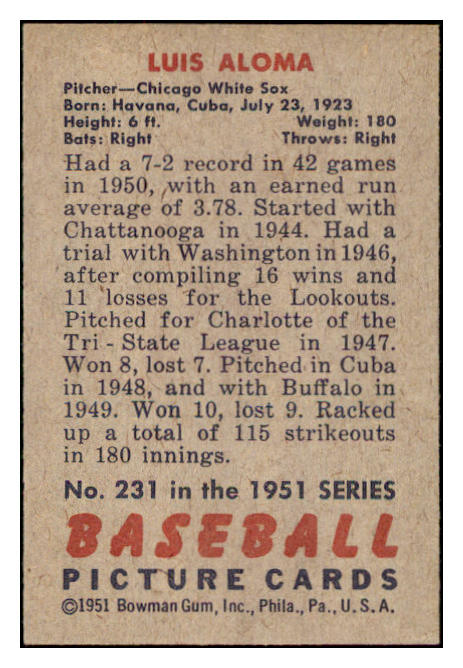 LUIS ALOMA
Pitcher—Chicago White Sox
Born: Havana, Cuba, July 23, 1923
Height: 6 ft. Weight: 180
Bats: Right Throws: Right
Had a 7-2 record in 42 games
in 1950, with an earned run
average of 3.78. Started with
Chattanooga in 1944. Had a
trial with Washington in 1946,
after compiling 16 wins and
11 losses for the Lookouts.
Pitched for Charlotte of the
Tri - State League in 1947.
Won 8, lost 7. Pitched in Cuba
in 1948, and with Buffalo in
1949. Won 10, lost 9. Racked
up a total of 115 strikeouts
in 180 innings.
No. 231 in the 1951 SERIES
BASEBALL
PICTURE CARDS
©1951 Bowman Gum, Inc., Phila., Pa., U. S. A.